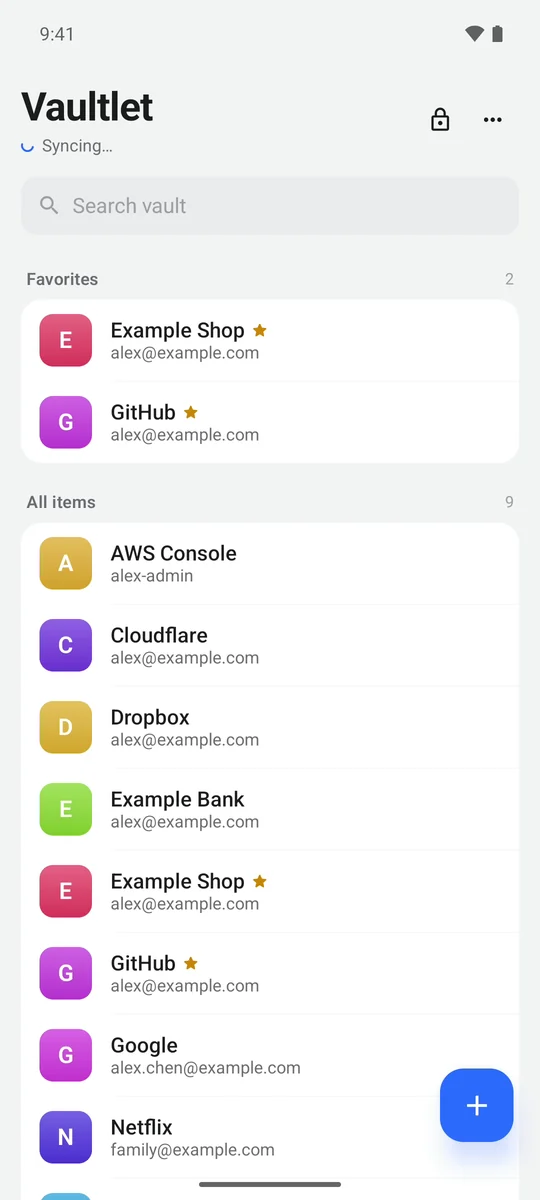 9:41
Vaultlet
Syncing…
Search vault
Favorites 2
E
Example Shop
alex@example.com
G
GitHub
alex@example.com
All items 9
A
AWS Console
alex-admin
C
Cloudflare
alex@example.com
D
Dropbox
alex@example.com
E
Example Bank
alex@example.com
E
Example Shop
alex@example.com
G
GitHub
alex@example.com
G
Google
alex.chen@example.com
N
Netflix
family@example.com